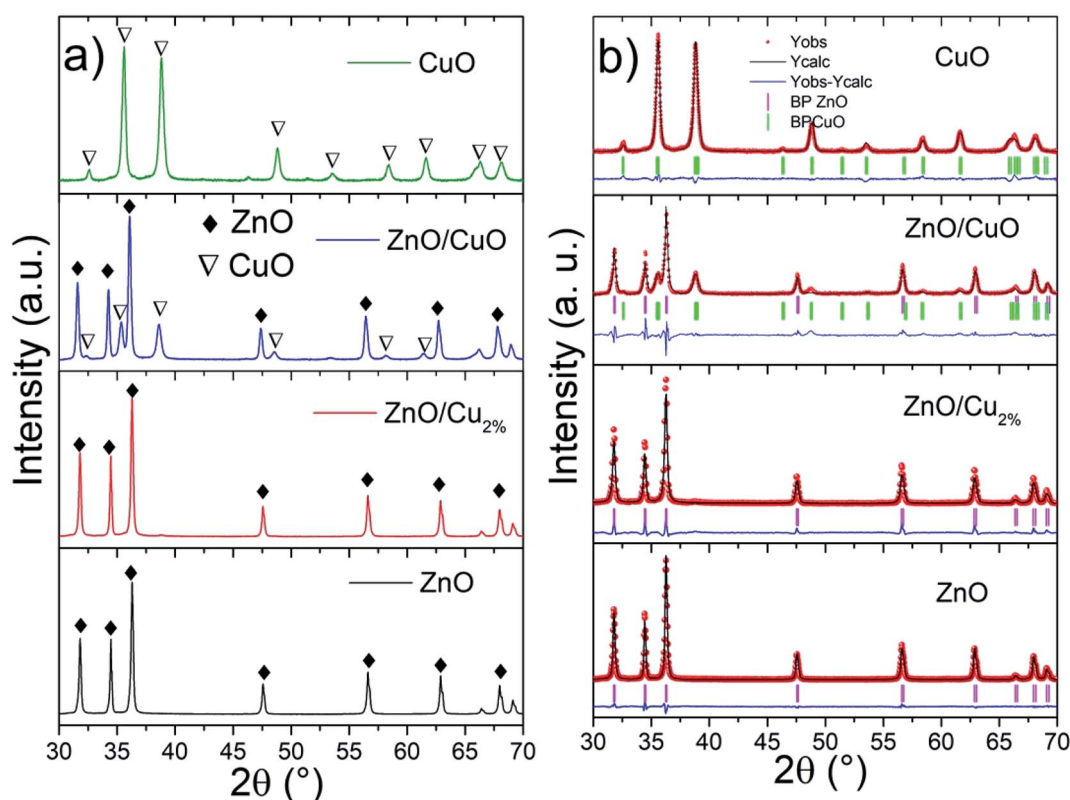 a)
CuO
◆ ZnO
▽ CuO
ZnO/CuO
ZnO/Cu2%
ZnO
Intensity (a.u.)
30 35 40 45 50 55 60 65 70
2θ (°)
b)
Yobs
Ycalc
Yobs-Ycalc
BP ZnO
BPCuO
CuO
ZnO/CuO
ZnO/Cu2%
ZnO
Intensity (a. u.)
30 35 40 45 50 55 60 65 70
2θ (°)